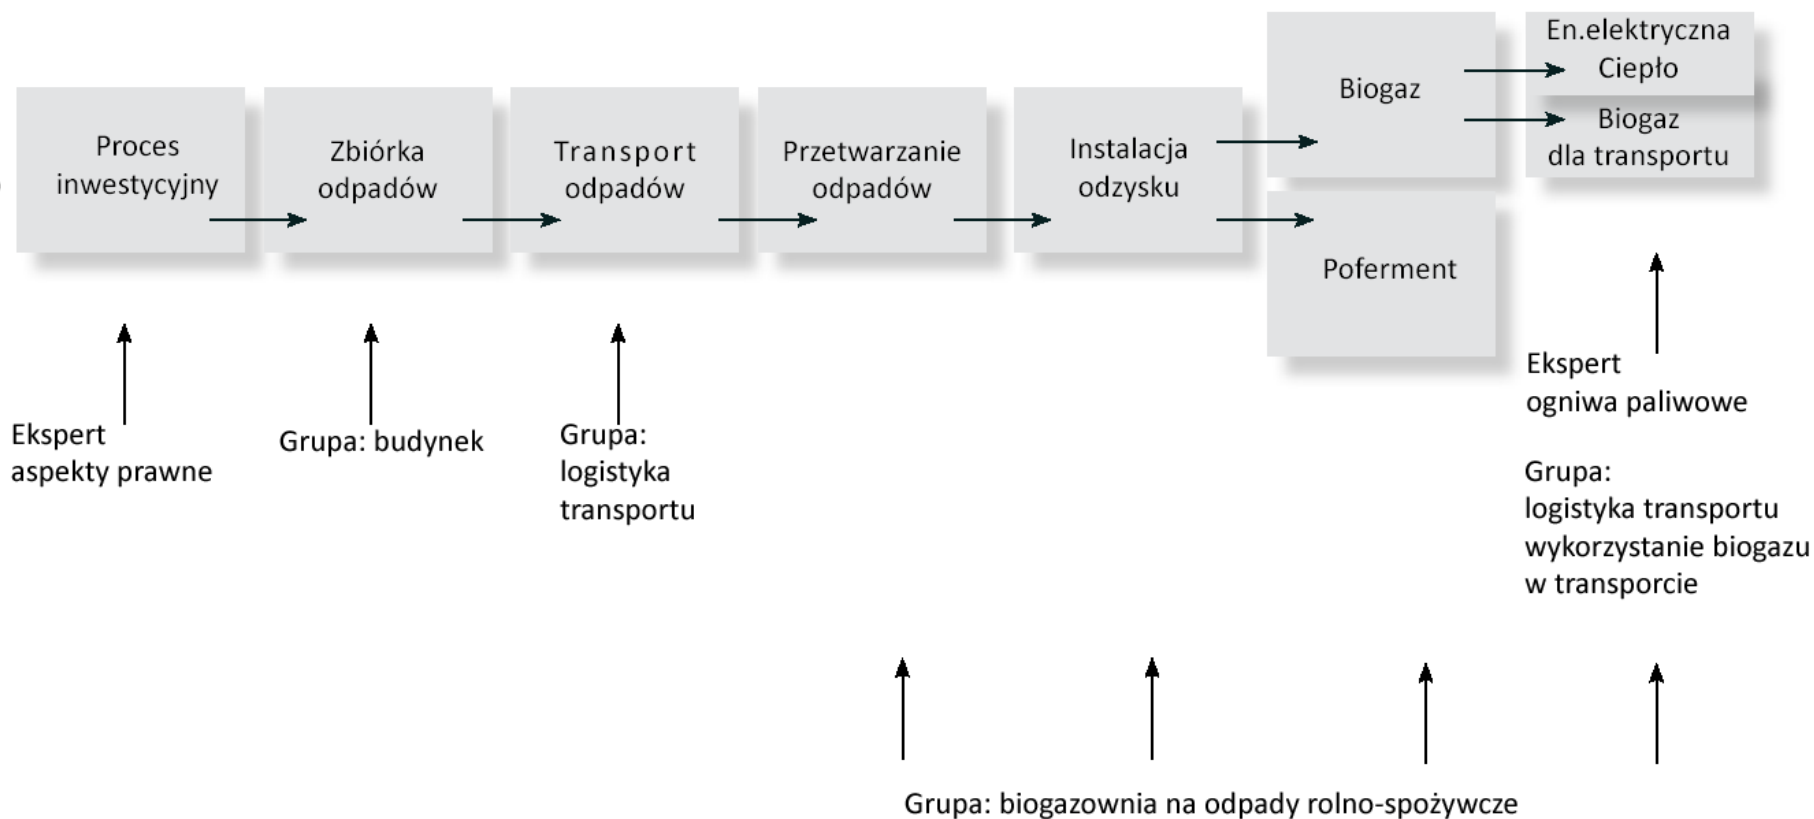 Proces
inwestycyjny
Zbiórka
odpadów
Transport
odpadów
Przetwarzanie
odpadów
Instalacja
odzysku
Biogaz
Poferment
En.elektryczna
Ciepło
Biogaz
dla transportu
Ekspert
aspekty prawne
Grupa: budynek
Grupa:
logistyka
transportu
Ekspert
ogniwa paliwowe
Grupa:
logistyka transportu
wykorzystanie biogazu
w transporcie
Grupa: biogazownia na odpady rolno-spożywcze